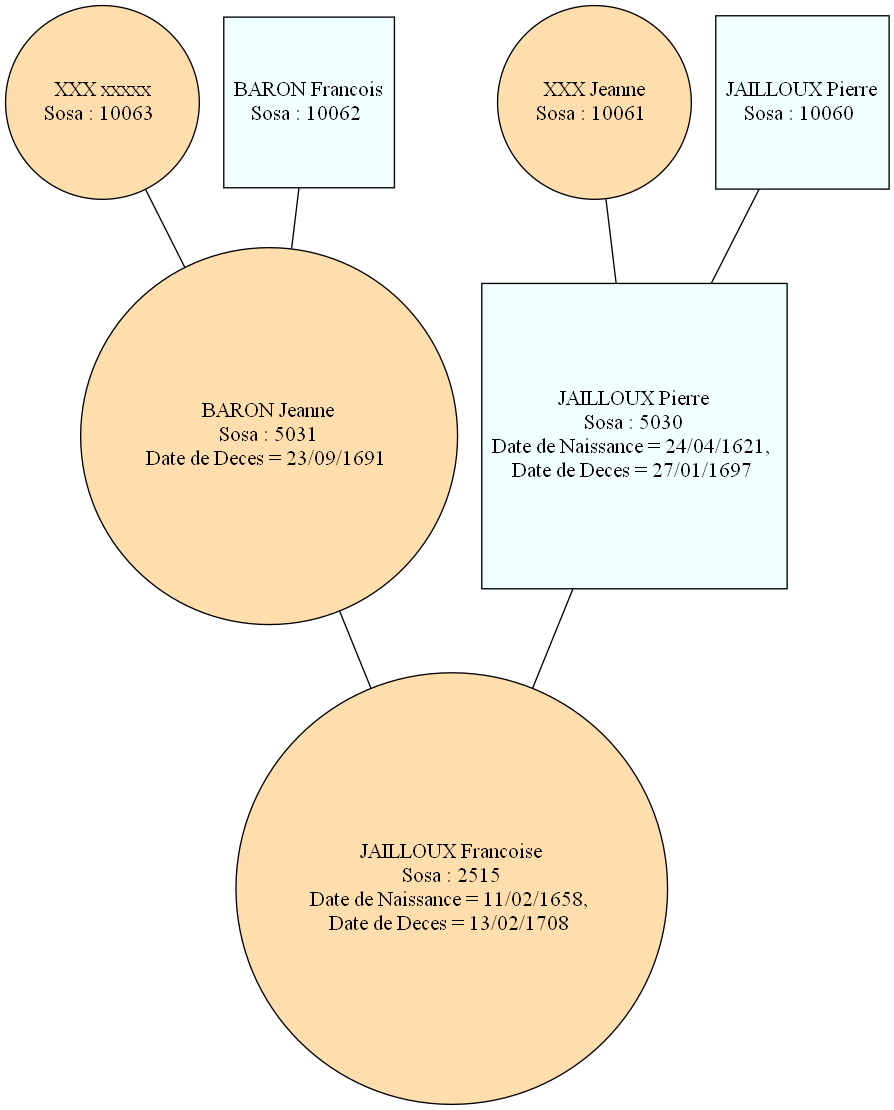 XXX xxxxx
Sosa : 10063
BARON Francois
Sosa : 10062
XXX Jeanne
Sosa : 10061
JAILLOUX Pierre
Sosa : 10060
BARON Jeanne
Sosa : 5031
Date de Deces = 23/09/1691
JAILLOUX Pierre
Sosa : 5030
Date de Naissance = 24/04/1621,
Date de Deces = 27/01/1697
JAILLOUX Francoise
Sosa : 2515
Date de Naissance = 11/02/1658,
Date de Deces = 13/02/1708